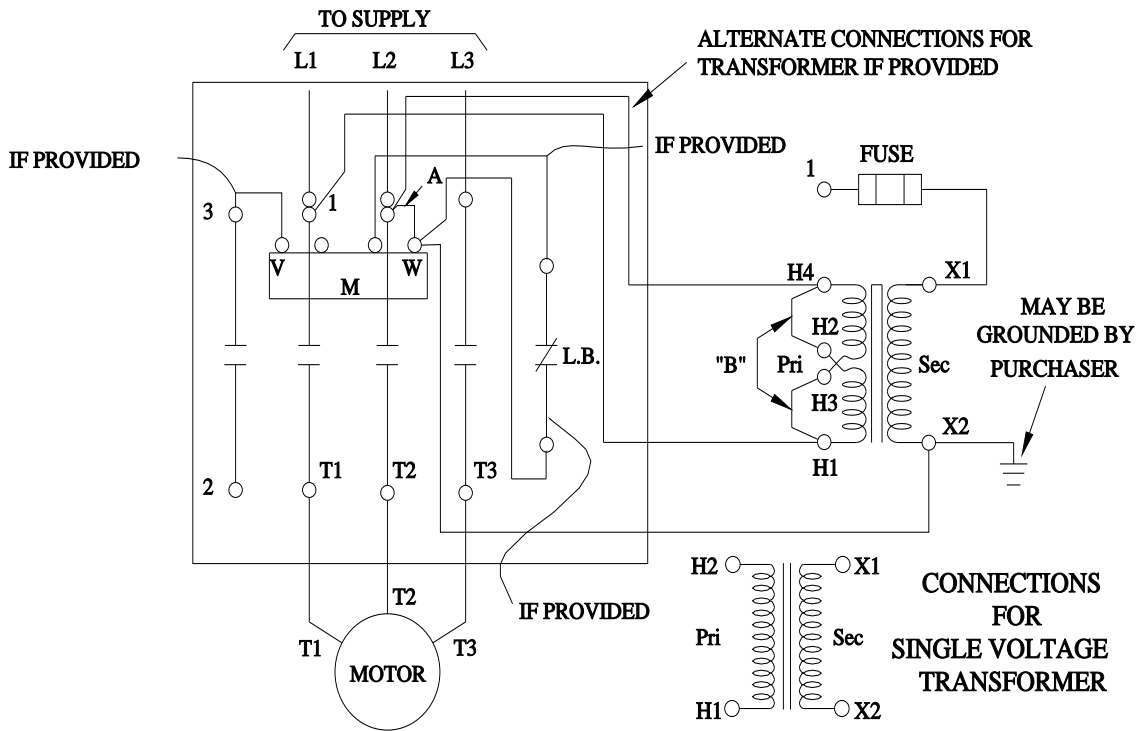 TO SUPPLY
L1 L2 L3
ALTERNATE CONNECTIONS FOR
TRANSFORMER IF PROVIDED
IF PROVIDED
IF PROVIDED
FUSE
1
A
3
1
V
W
M
H4
X1
MAY BE
GROUNDED BY
PURCHASER
H2
"B"
Pri
Sec
L.B.
H3
X2
H1
2
T1
T2
T3
IF PROVIDED
T2
T1
T3
MOTOR
H2
X1
Pri
Sec
H1
X2
CONNECTIONS
FOR
SINGLE VOLTAGE
TRANSFORMER